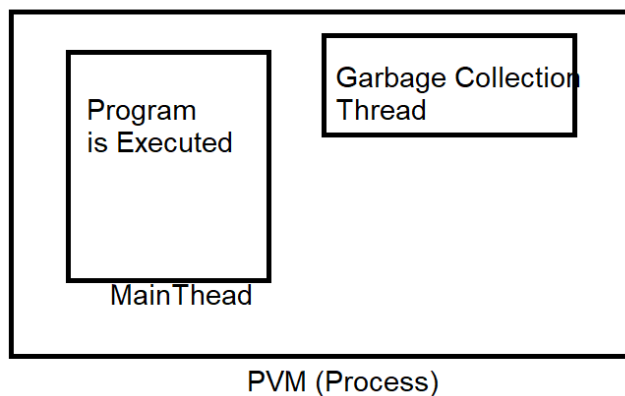 Program
is Executed
Garbage Collection
Thread
MainThead
PVM (Process)